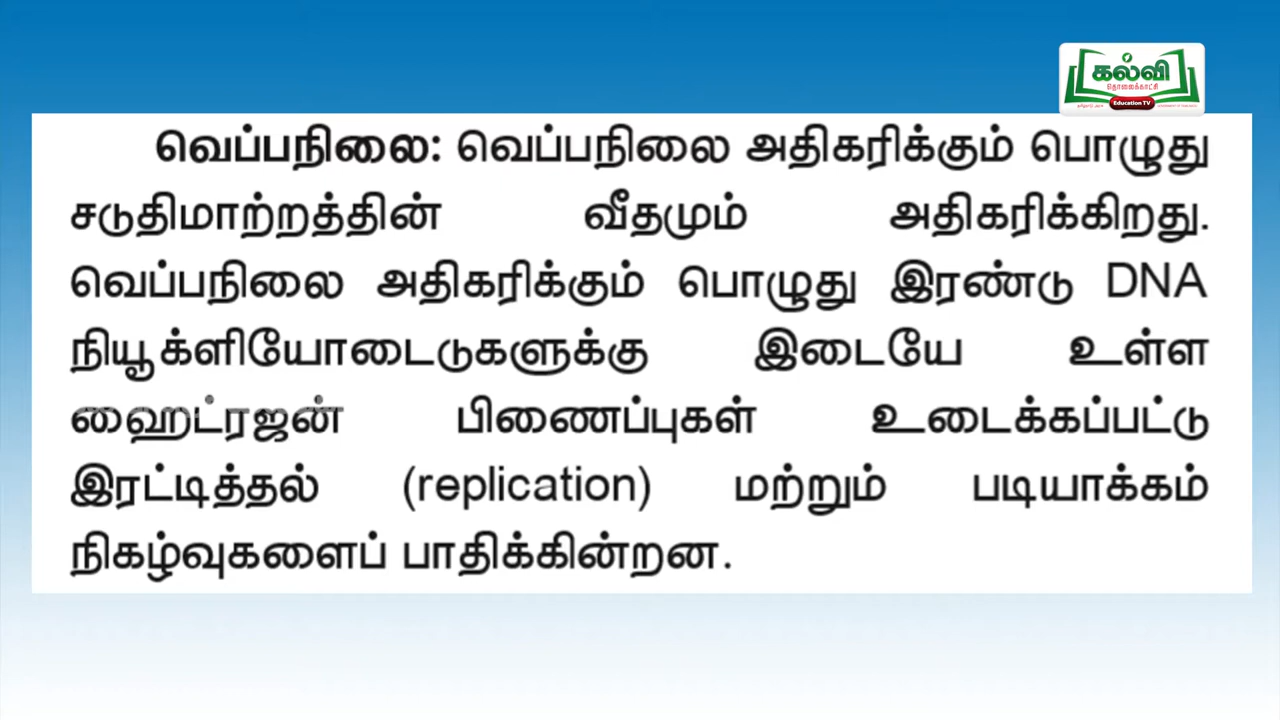 கல்வி
தொலைக்காட்சி
Education TV
வெப்பநிலை: வெப்பநிலை அதிகரிக்கும் பொழுது
சடுதிமாற்றத்தின் வீதமும் அதிகரிக்கிறது.
வெப்பநிலை அதிகரிக்கும் பொழுது இரண்டு DNA
நியூக்ளியோடைடுகளுக்கு இடையே உள்ள
ஹைட்ரஜன் பிணைப்புகள் உடைக்கப்பட்டு
இரட்டித்தல் (replication) மற்றும் படியாக்கம்
நிகழ்வுகளைப் பாதிக்கின்றன.